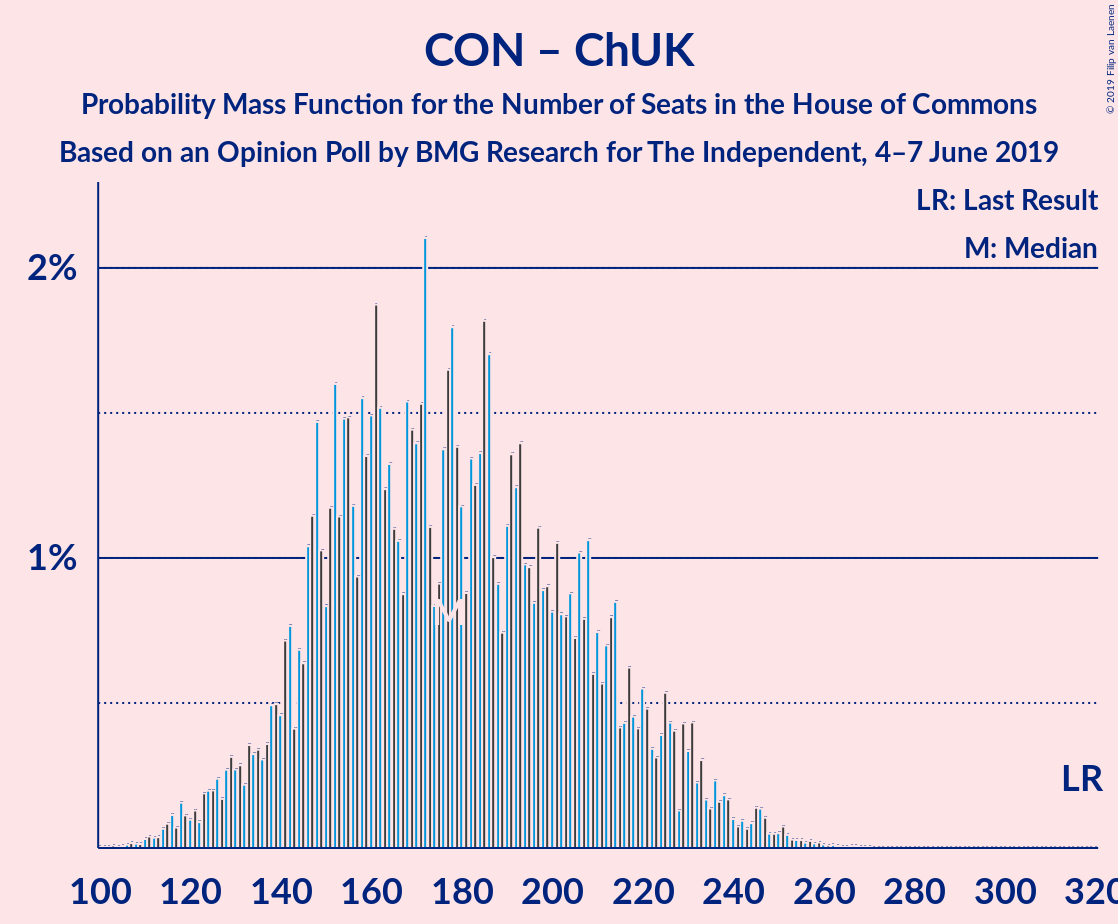 CON – ChUK
Probability Mass Function for the Number of Seats in the House of Commons
Based on an Opinion Poll by BMG Research for The Independent, 4–7 June 2019
© 2019 Filip van Laenen
LR: Last Result
M: Median
2%
1%
M
LR
100 120 140 160 180 200 220 240 260 280 300 320